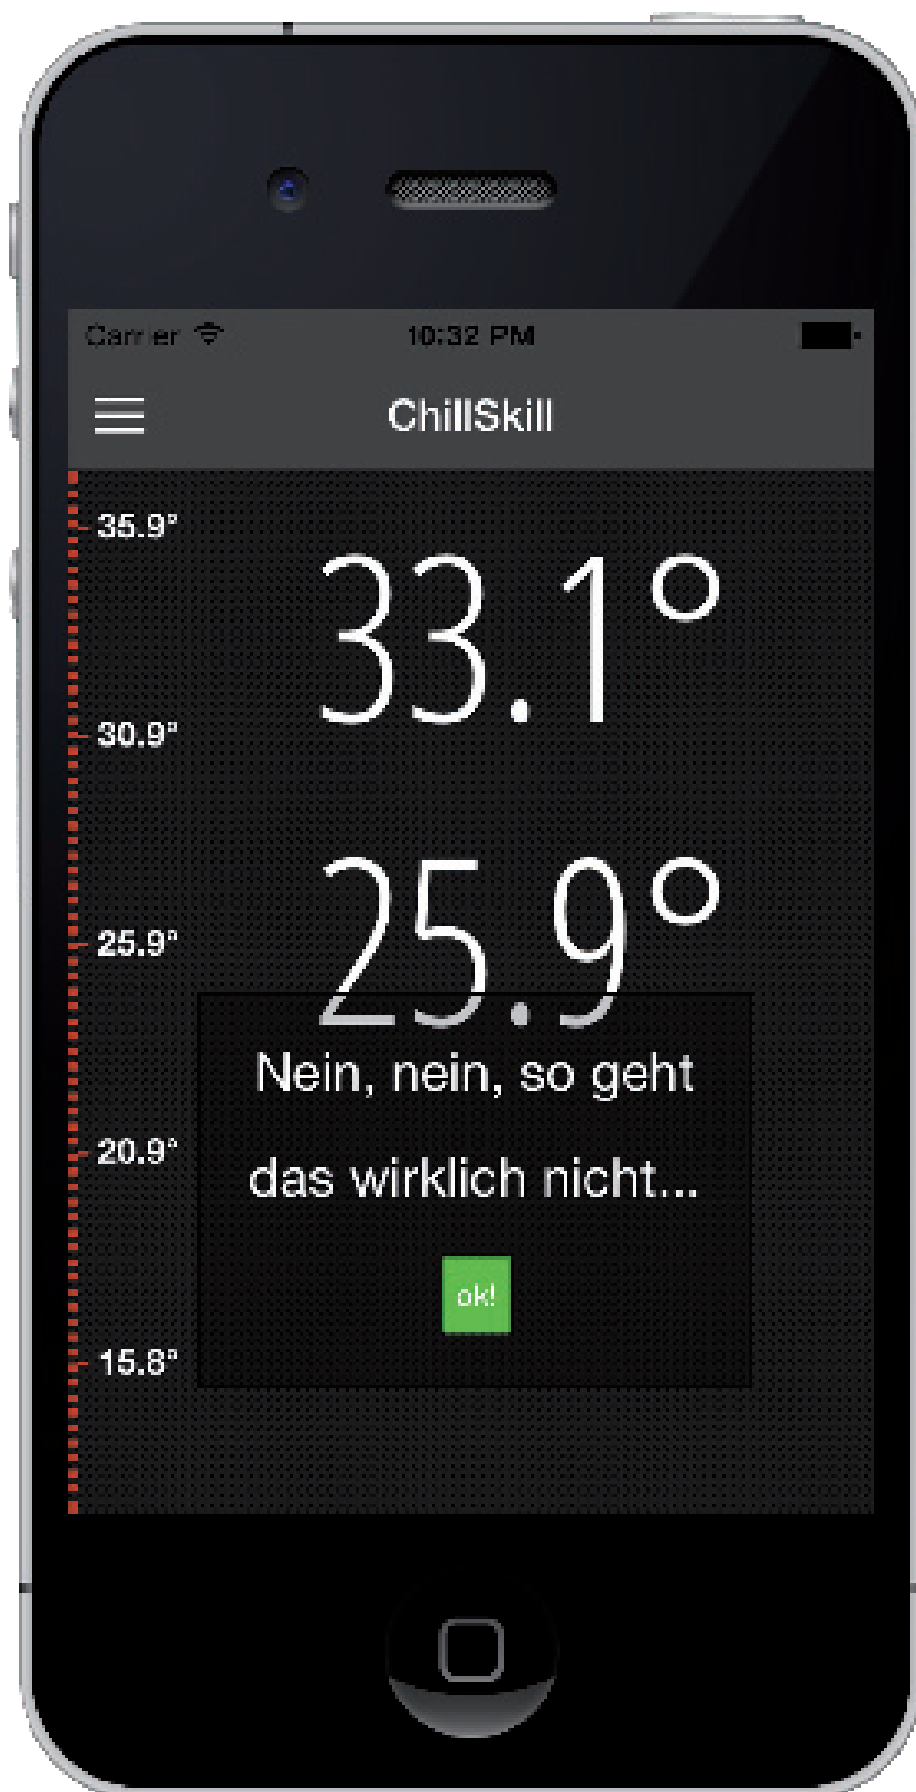 Carrier 10:32 PM
ChillSkill
35.9°
33.1°
30.9°
25.9°
25.9°
Nein, nein, so geht
20.9°
das wirklich nicht...
ok!
15.8°